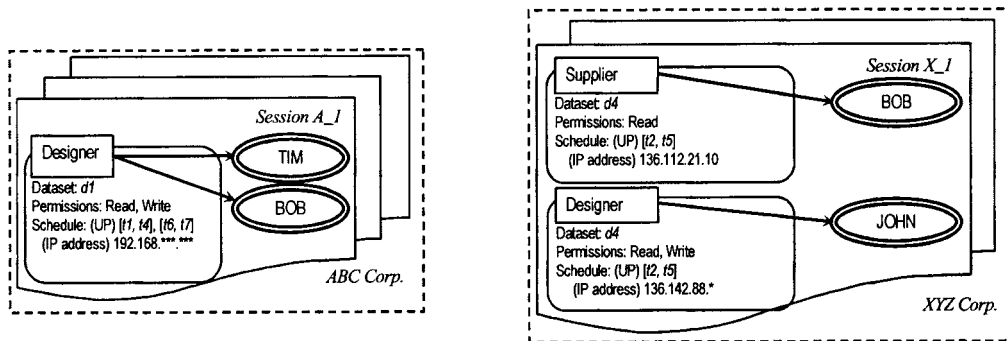 Session A_1
Designer
TIM
BOB
Dataset: d1
Permissions: Read, Write
Schedule: (UP) [t1, t4], [t6, t7]
(IP address) 192.168.***.***
ABC Corp.
Session X_1
Supplier
BOB
Dataset: d4
Permissions: Read
Schedule: (UP) [t2, t5]
(IP address) 136.112.21.10
Designer
JOHN
Dataset: d4
Permissions: Read, Write
Schedule: (UP) [t2, t5]
(IP address) 136.142.88.*
XYZ Corp.